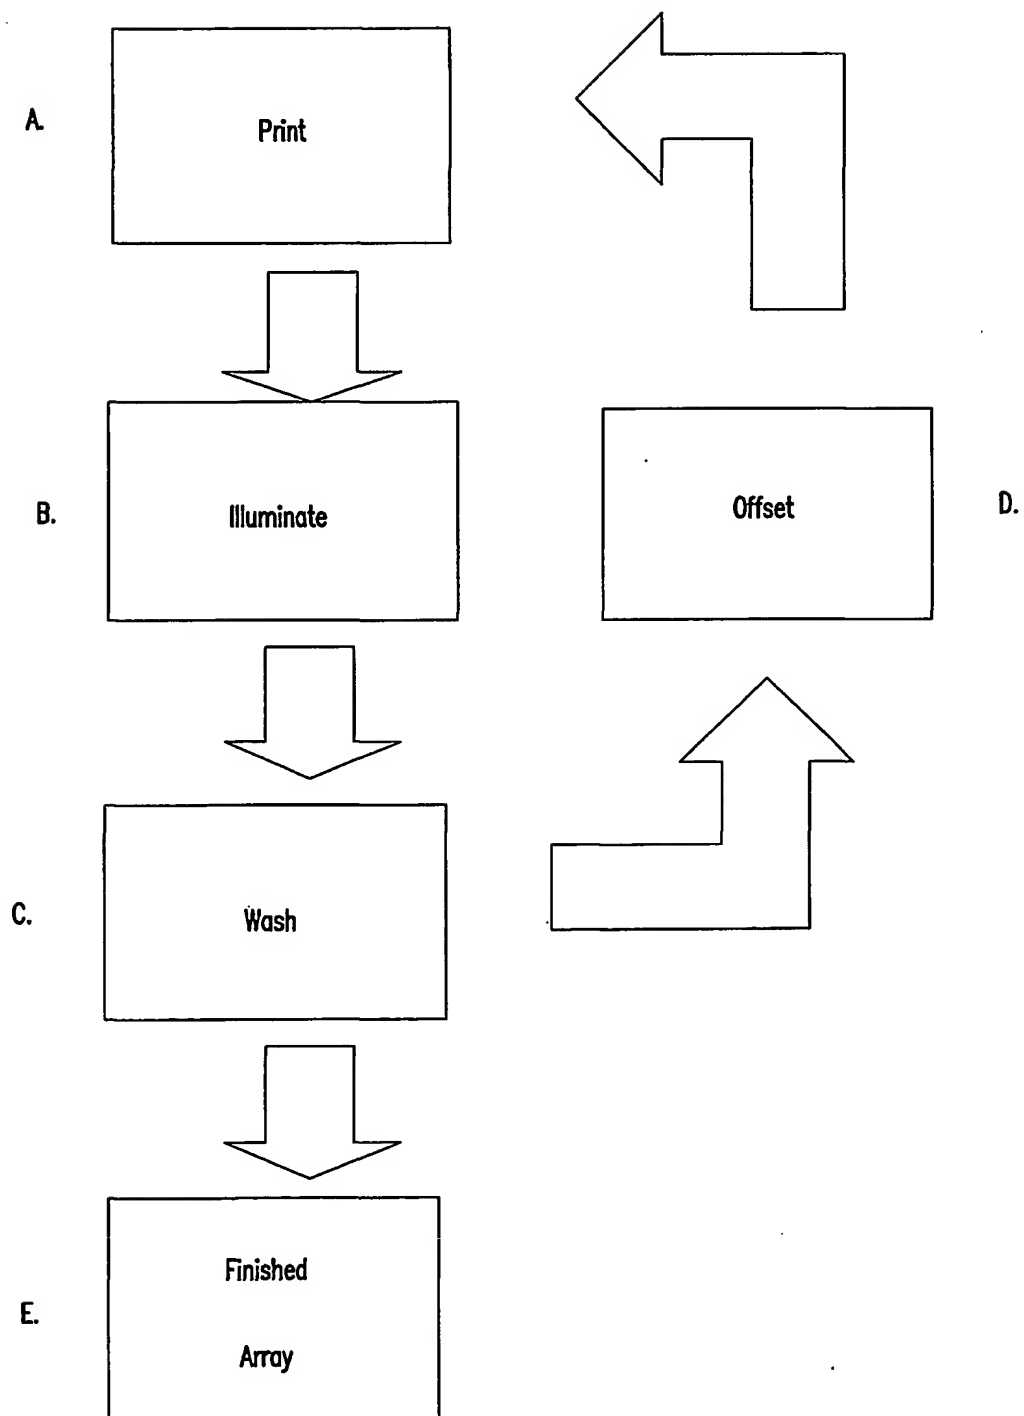 A.
Print
B.
Illuminate
Offset
D.
C.
Wash
E.
Finished
Array